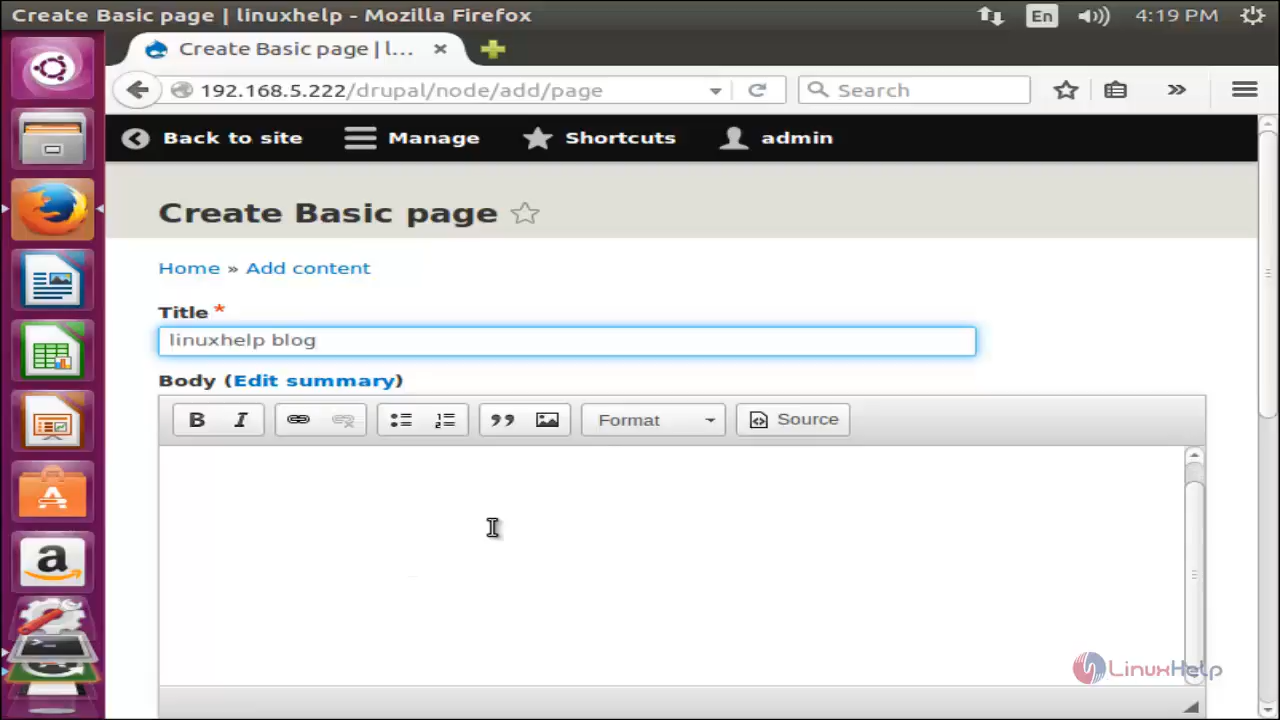 Create Basic page | linuxhelp - Mozilla Firefox
En
4:19 PM
Create Basic page | l...
192.168.5.222/drupal/node/add/page
Search
Back to site
Manage
Shortcuts
admin
Create Basic page
Home » Add content
Title *
linuxhelp blog
Body (Edit summary)
B I
Format
Source
LinuxHelp